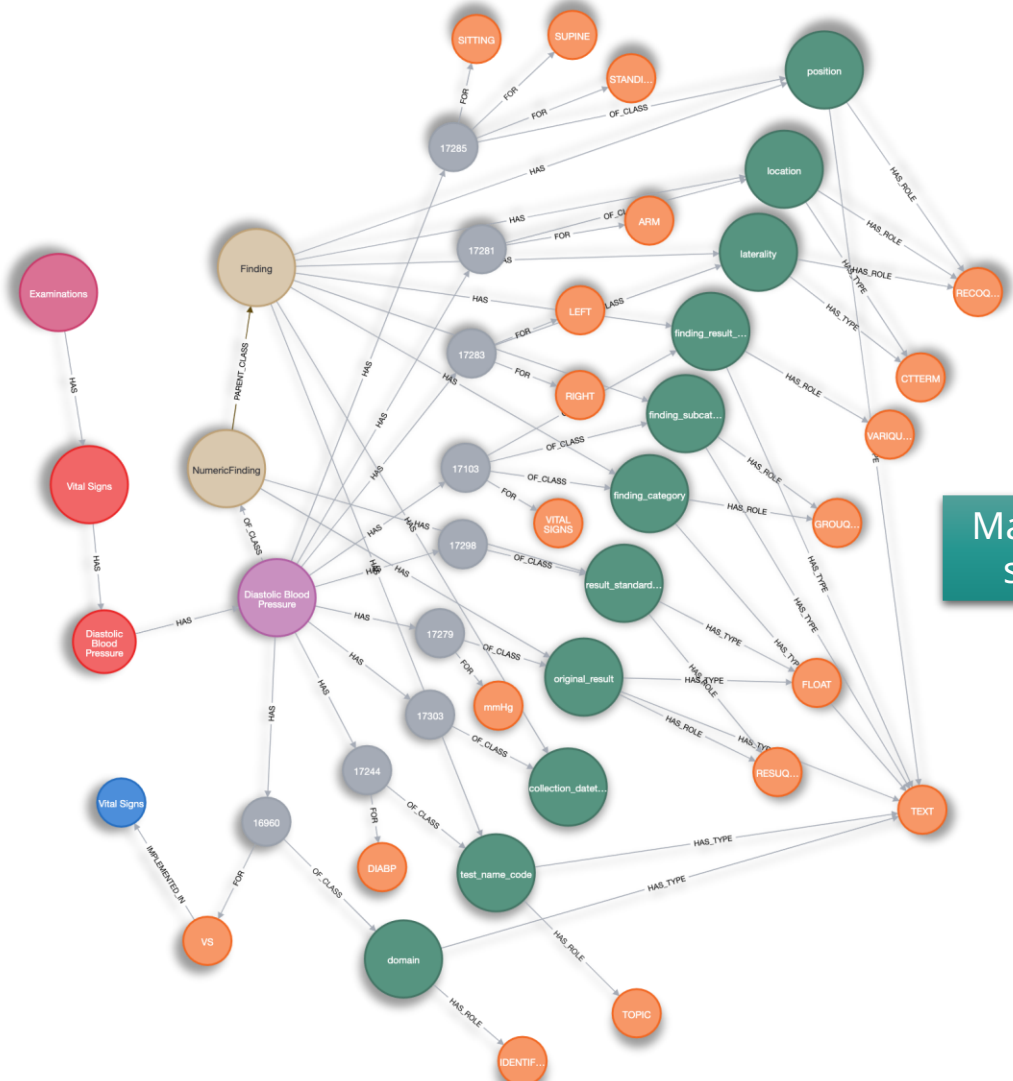 SITTING
SUPINE
STANDI...
position
FOR
FOR
FOR
OF_CLASS
17285
HAS
location
HAS_ROLE
HAS
ARM
FOR
HAS_ROLE
17281
laterality
Finding
Examinations
HAS_ROLE
HAS_TYPE
RECOQ...
HAS
LEFT
HAS_TYPE
finding_result_...
FOR
17283
PARENT_CLASS
HAS
HAS
FOR
HAS
RIGHT
HAS_ROLE
CTTERM
HAS
finding_subcat...
VARIQU...
OF_CLASS
HAS_ROLE
NumericFinding
17103
Vital Signs
OF_CLASS
finding_category
FOR
HAS_ROLE
GROUQ...
VITAL
SIGNS
HAS
HAS
17298
OF_CLASS
OF_CLASS
HAS
HAS
HAS
result_standard...
HAS_TYPE
Diastolic Blood
Pressure
HAS
HAS
17279
HAS_TYPE
Diastolic
Blood
Pressure
OF_CLASS
HAS
FOR
original_result
HAS_TYPE
FLOAT
HAS_ROLE
HAS
HAS
mmHg
17303
HAS_ROLE
OF_CLASS
17244
RESUQ...
collection_datet...
Vital Signs
TEXT
16960
FOR
OF_CLASS
HAS_TYPE
IMPLEMENTED_IN
DIABP
test_name_code
FOR
OF_CLASS
HAS_TYPE
VS
domain
HAS_ROLE
HAS_ROLE
TOPIC
IDENTIF...
Ma
s